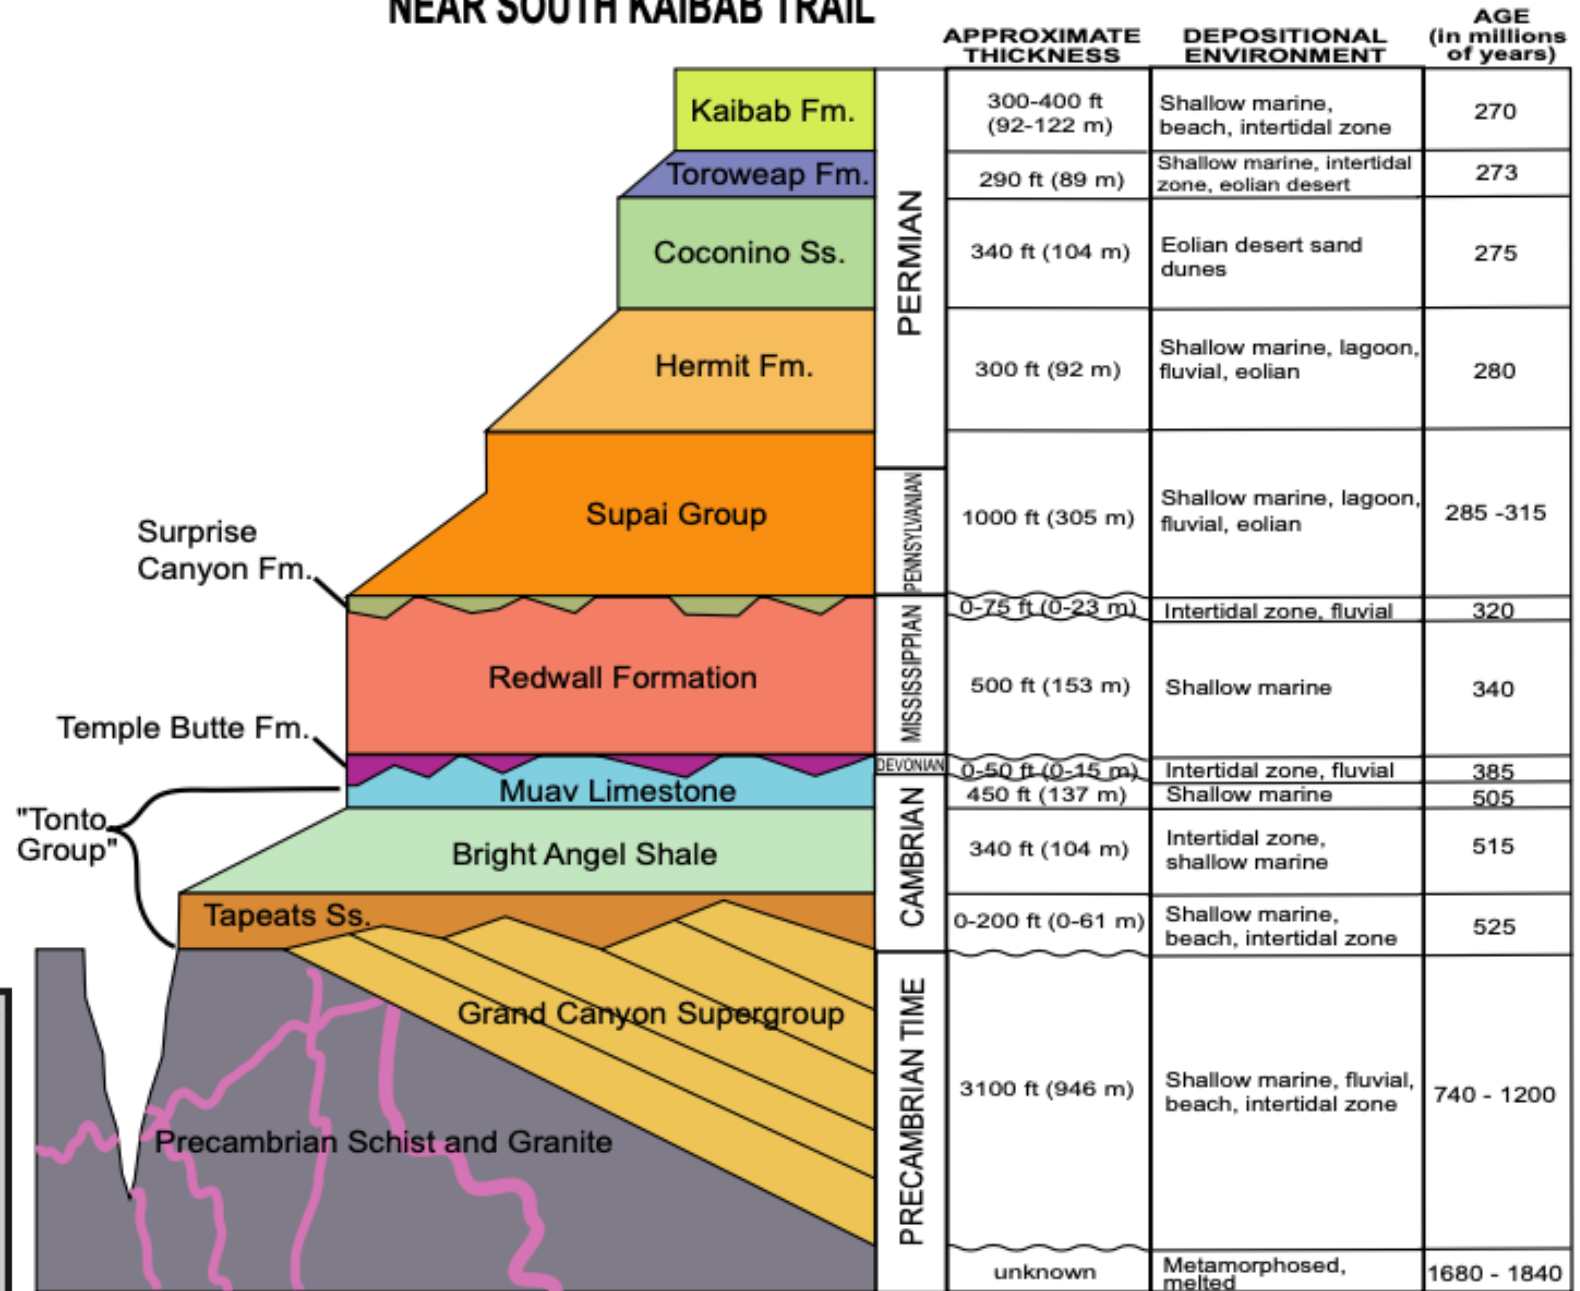 NEAR SOUTH KAIBAB TRAIL
APPROXIMATE
THICKNESS
DEPOSITIONAL
ENVIRONMENT
AGE
(in millions
of years)
Kaibab Fm.
300-400 ft
(92-122 m)
Shallow marine,
beach, intertidal zone
270
Toroweap Fm.
290 ft (89 m)
Shallow marine, intertidal
zone, eolian desert
273
PERMIAN
Coconino Ss.
340 ft (104 m)
Eolian desert sand
dunes
275
Hermit Fm.
300 ft (92 m)
Shallow marine, lagoon,
fluvial, eolian
280
Supai Group
PENNSYLVANIAN
1000 ft (305 m)
Shallow marine, lagoon,
fluvial, eolian
285 -315
Surprise
Canyon Fm.
0-75 ft (0-23 m)
Intertidal zone, fluvial
320
Redwall Formation
MISSISSIPPIAN
500 ft (153 m)
Shallow marine
340
Temple Butte Fm.
DEVONIAN
0-50 ft (0-15 m)
Intertidal zone, fluvial
385
"Tonto
Group"
Muav Limestone
450 ft (137 m)
Shallow marine
505
Bright Angel Shale
CAMBRIAN
340 ft (104 m)
Intertidal zone,
shallow marine
515
Tapeats Ss.
0-200 ft (0-61 m)
Shallow marine,
beach, intertidal zone
525
Grand Canyon Supergroup
PRECAMBRIAN TIME
3100 ft (946 m)
Shallow marine, fluvial,
beach, intertidal zone
740 - 1200
Precambrian Schist and Granite
unknown
Metamorphosed,
melted
1680 - 1840